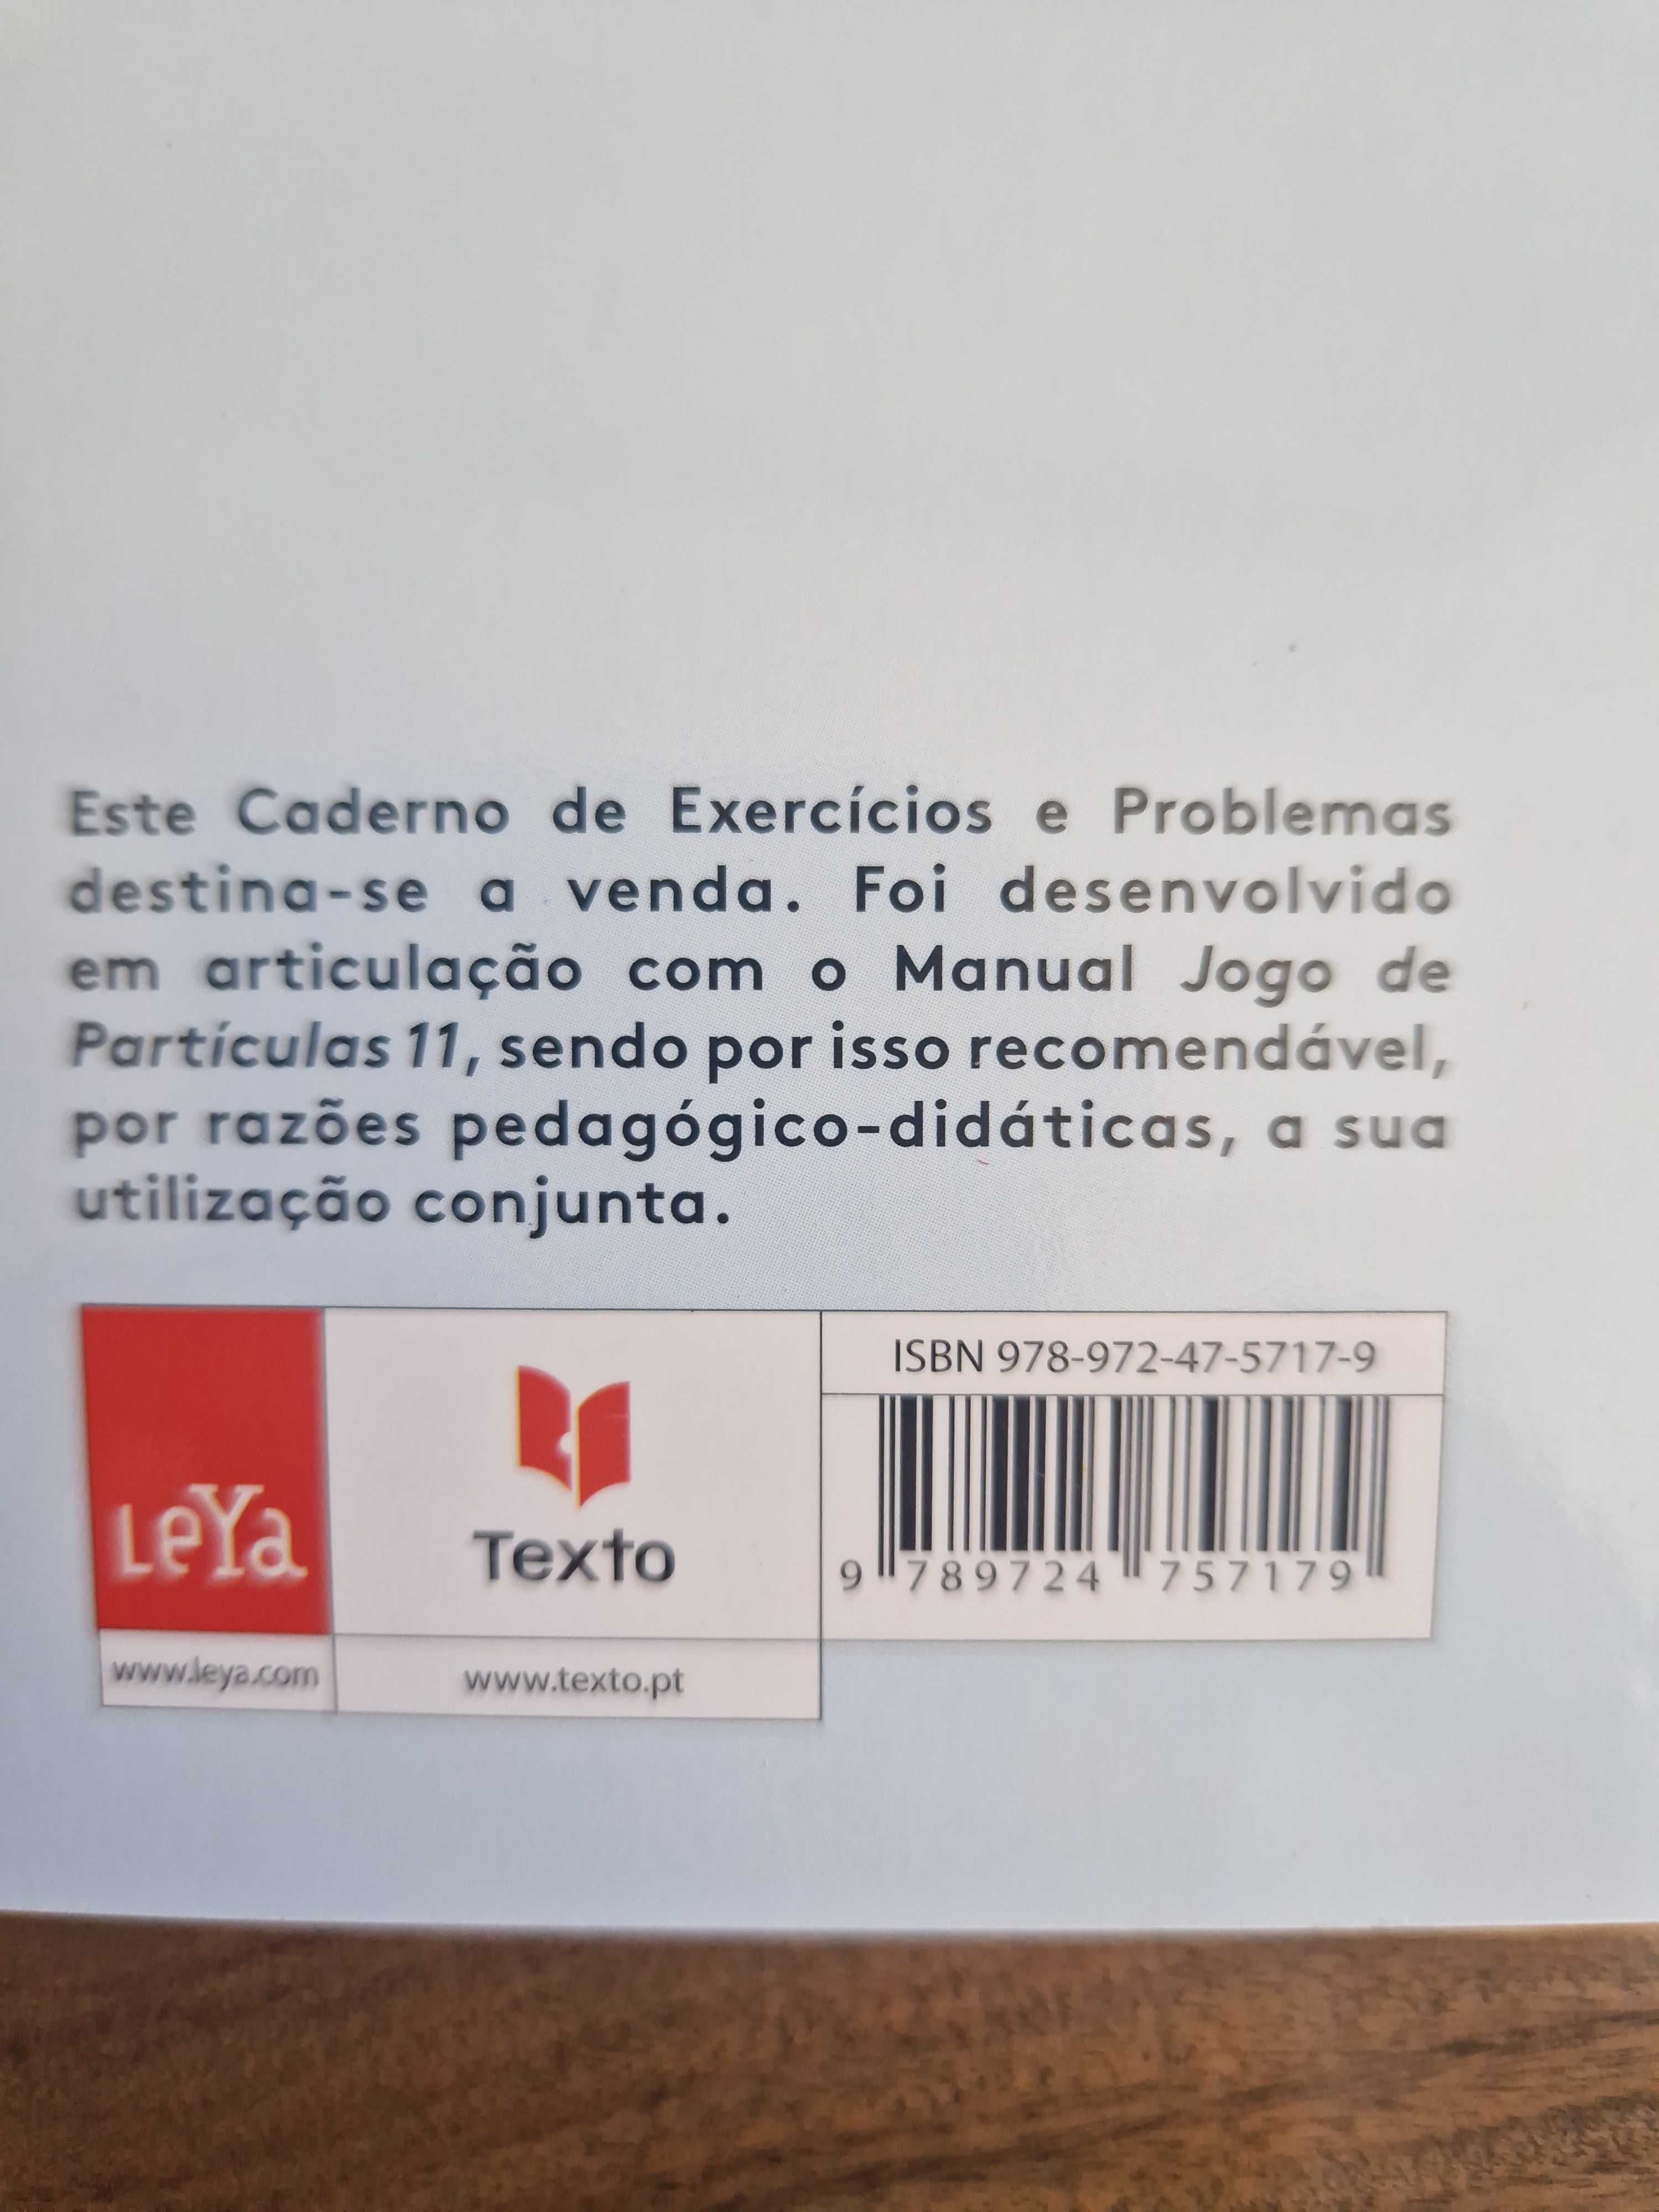 Este Caderno de Exercícios e Problemas
destina-se a venda. Foi desenvolvido
em articulação com o Manual Jogo de
Partículas 11, sendo por isso recomendável,
por razões pedagógico-didáticas, a sua
utilização conjunta.
LeYa
www.leya.com
Texto
www.texto.pt
ISBN 978-972-47-5717-9
9 789724 757179